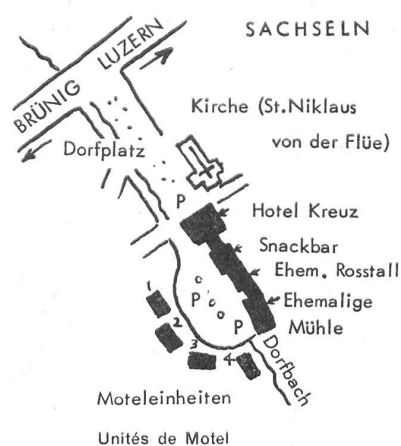 SACHSELN
LUZERN
BRÜNIG
Kirche (St.Niklaus
von der Flüe)
Dorfplatz
P
Hotel Kreuz
Snackbar
Ehem. Rosstall
Ehemalige
Mühle
P
P
1
2
3
4
Dorfbach
Moteleinheiten
Unités de Motel